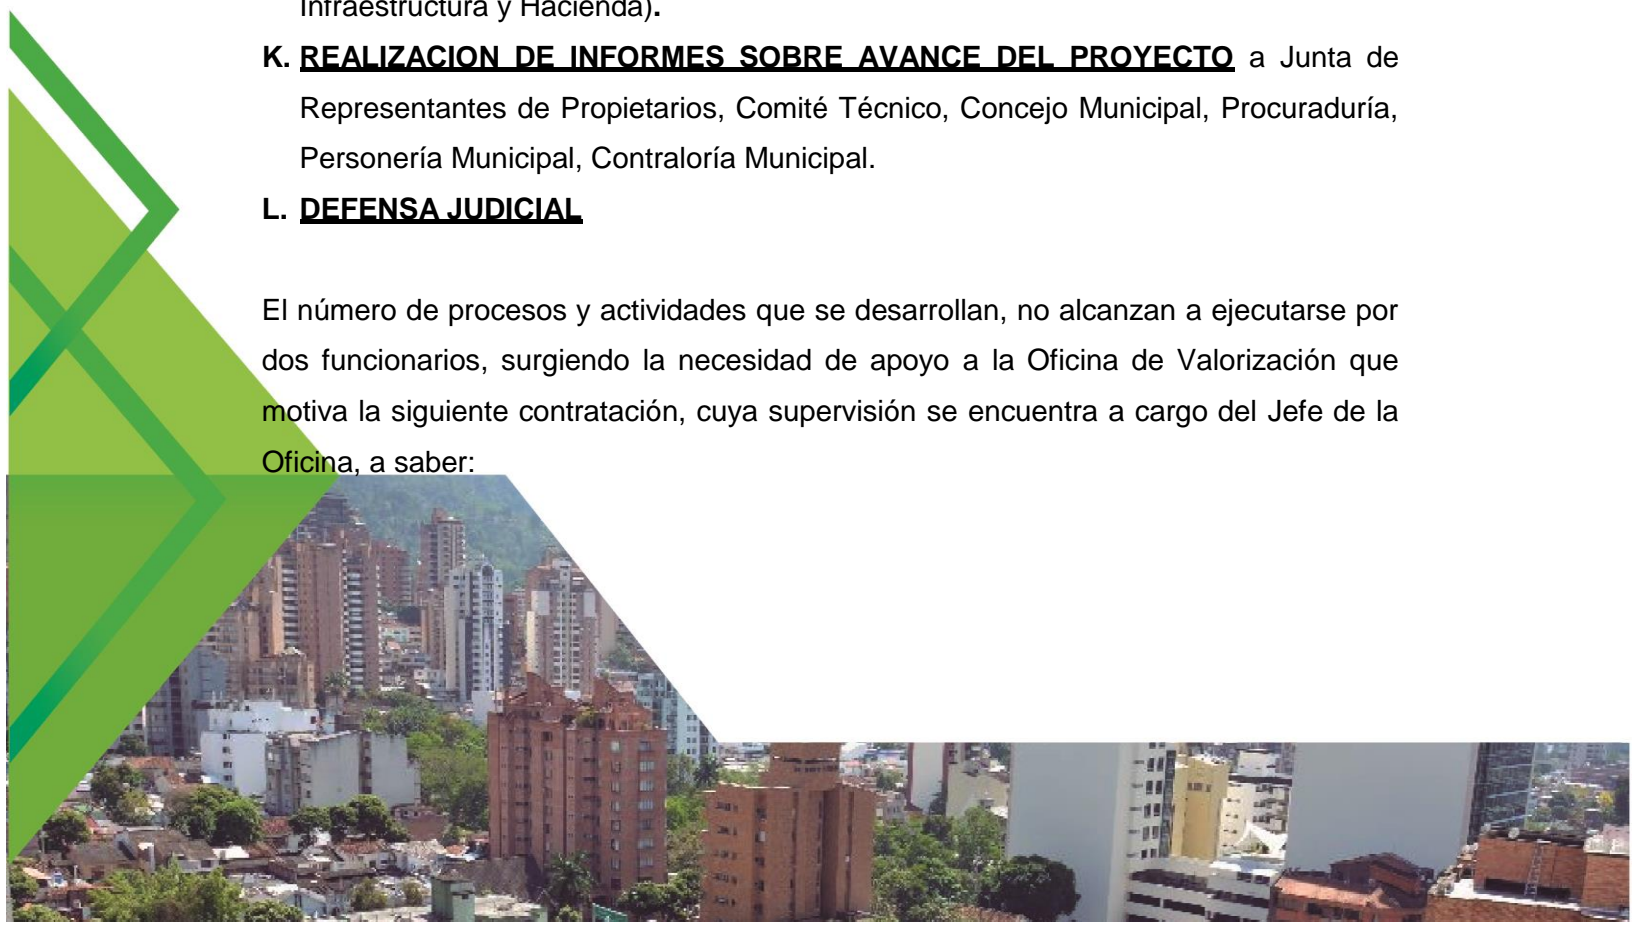 Infraestructura y Hacienda).
K. REALIZACION DE INFORMES SOBRE AVANCE DEL PROYECTO a Junta de
Representantes de Propietarios, Comité Técnico, Concejo Municipal, Procuraduría,
Personería Municipal, Contraloría Municipal.
L. DEFENSA JUDICIAL
El número de procesos y actividades que se desarrollan, no alcanzan a ejecutarse por
dos funcionarios, surgiendo la necesidad de apoyo a la Oficina de Valorización que
motiva la siguiente contratación, cuya supervisión se encuentra a cargo del Jefe de la
Oficina, a saber: